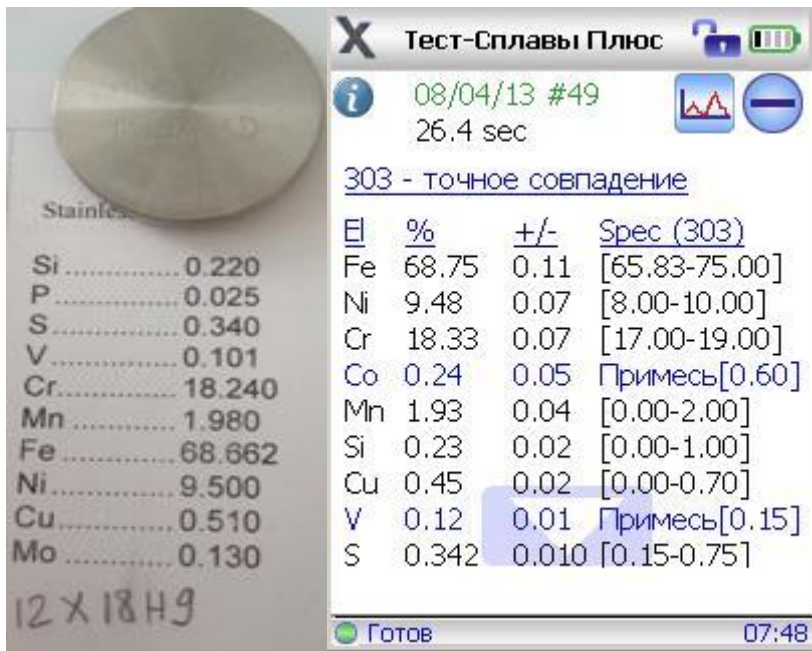 Si .............. 0.220
P .............. 0.025
S .............. 0.340
V .............. 0.101
Cr .............. 18.240
Mn .............. 1.980
Fe .............. 68.662
Ni .............. 9.500
Cu .............. 0.510
Mo .............. 0.130
12X18H9
X Тест-Сплавы Плюс
08/04/13 #49
26.4 sec
303 - точное совпадение
El % +/- Spec (303)
Fe 68.75 0.11 [65.83-75.00]
Ni 9.48 0.07 [8.00-10.00]
Cr 18.33 0.07 [17.00-19.00]
Co 0.24 0.05 Примесь[0.60]
Mn 1.93 0.04 [0.00-2.00]
Si 0.23 0.02 [0.00-1.00]
Cu 0.45 0.02 [0.00-0.70]
V 0.12 0.01 Примесь[0.15]
S 0.342 0.010 [0.15-0.75]
Готов 07:48